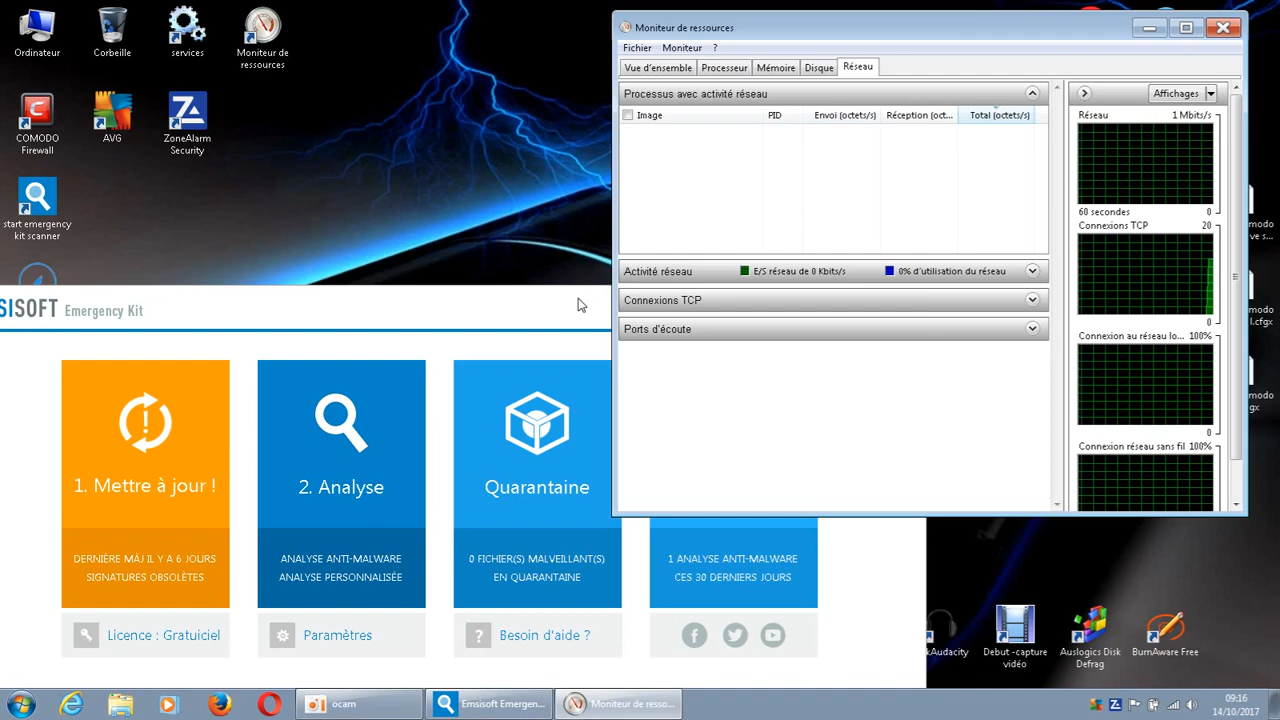 Ordinateur
Corbeille
services
Moniteur de
ressources
COMODO
Firewall
AVG
ZoneAlarm
Security
start emergency
kit scanner
Moniteur de ressources
Fichier Moniteur ?
Vue d'ensemble Processeur Mémoire Disque Réseau
Processus avec activité réseau
Image PID Envoi (octets/s) Réception (oct... Total (octets/s)
Activité réseau E/S réseau de 0 Kbits/s 0% d'utilisation du réseau
Connexions TCP
Ports d'écoute
Affichages
Réseau 1 Mbits/s
60 secondes 0
Connexions TCP 20
0
Connexion au réseau lo... 100%
0
Connexion réseau sans fil 100%
SISOFT Emergency Kit
1. Mettre à jour !
DERNIÈRE MÀJ IL Y A 6 JOURS
SIGNATURES OBSOLÈTES
2. Analyse
ANALYSE ANTI-MALWARE
ANALYSE PERSONNALISÉE
Quarantaine
0 FICHIER(S) MALVEILLANT(S)
EN QUARANTAINE
1 ANALYSE ANTI-MALWARE
CES 30 DERNIERS JOURS
Licence : Gratuiciel
Paramètres
Besoin d'aide ?
kAudacity
Debut -capture
vidéo
Auslogics Disk
Defrag
BurnAware Free
ocam
Emsisoft Emergen...
Moniteur de resso...
09:16
14/10/2017